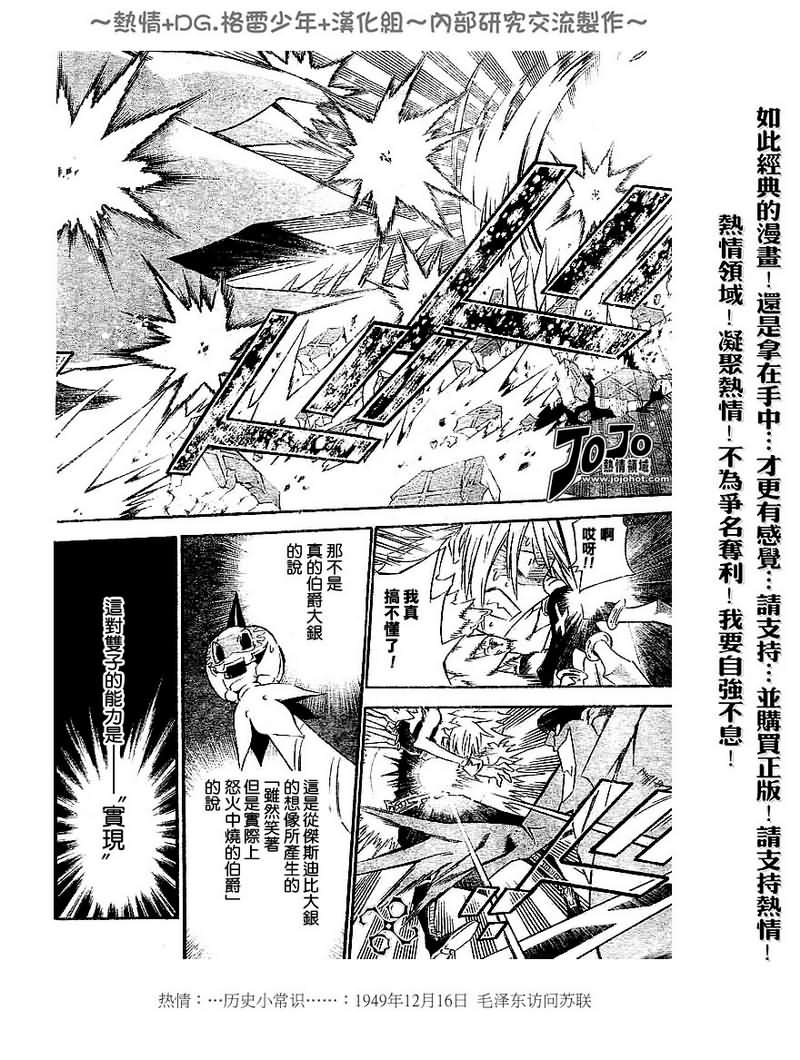 ～熱情+DG.格雷少年+漢化組～內部研究交流製作～
如此經典的漫畫！還是拿在手中…才更有感覺…請支持…並購買正版！請支持熱情！
熱情領域！凝聚熱情！不為爭名奪利！我要自強不息！
JOJO
熱情領域
www.jojohot.com
啊
哎呀!!
我真
搞不懂了！
那不是
真的伯爵大銀
的說
這是從傑斯迪比大銀
的想像所產生的
「雖然笑著
但是實際上
怒火中燒的伯爵」
的說
這對雙子的能力是——
〝實現〞
热情：…历史小常识……：1949年12月16日 毛泽东访问苏联